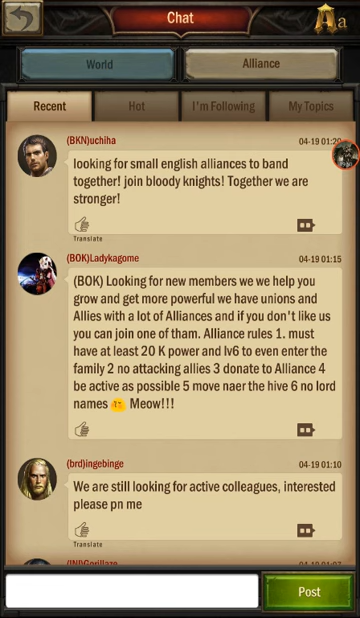 Chat
Aa
World
Alliance
Recent
Hot
I'm Following
My Topics
(BKN)uchiha
04-19 01:20
looking for small english alliances to band
together! join bloody knights! Together we are
stronger!
Translate
(BOK)Ladykagome
04-19 01:15
(BOK) Looking for new members we we help you
grow and get more powerful we have unions and
Allies with a lot of Alliances and if you don't like us
you can join one of tham. Alliance rules 1. must
have at least 20 K power and lv6 to even enter the
family 2 no attacking allies 3 donate to Alliance 4
be active as possible 5 move naer the hive 6 no lord
names 😊 Meow!!!
(brd)ingebinge
04-19 01:10
We are still looking for active colleagues, interested
please pn me
Translate
Post